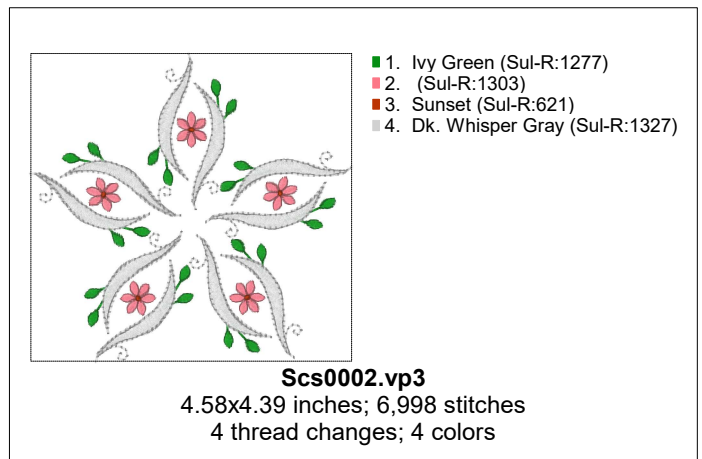 1. Ivy Green (Sul-R:1277)
2. (Sul-R:1303)
3. Sunset (Sul-R:621)
4. Dk. Whisper Gray (Sul-R:1327)
Scs0002.vp3
4.58x4.39 inches; 6,998 stitches
4 thread changes; 4 colors